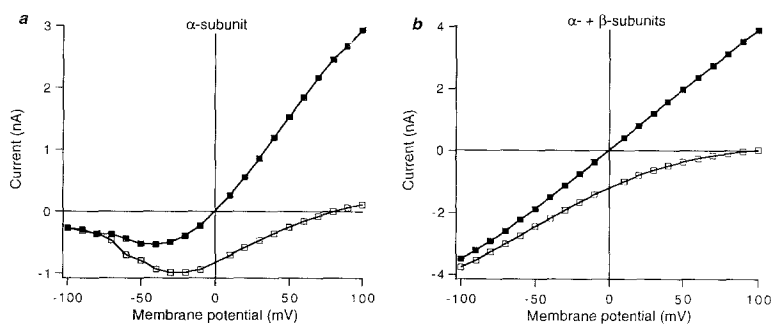 a
α-subunit
3
2
1
0
-1
Current (nA)
-100 -50 0 50 100
Membrane potential (mV)
b
α- + β-subunits
4
2
0
-2
-4
Current (nA)
-100 -50 0 50 100
Membrane potential (mV)